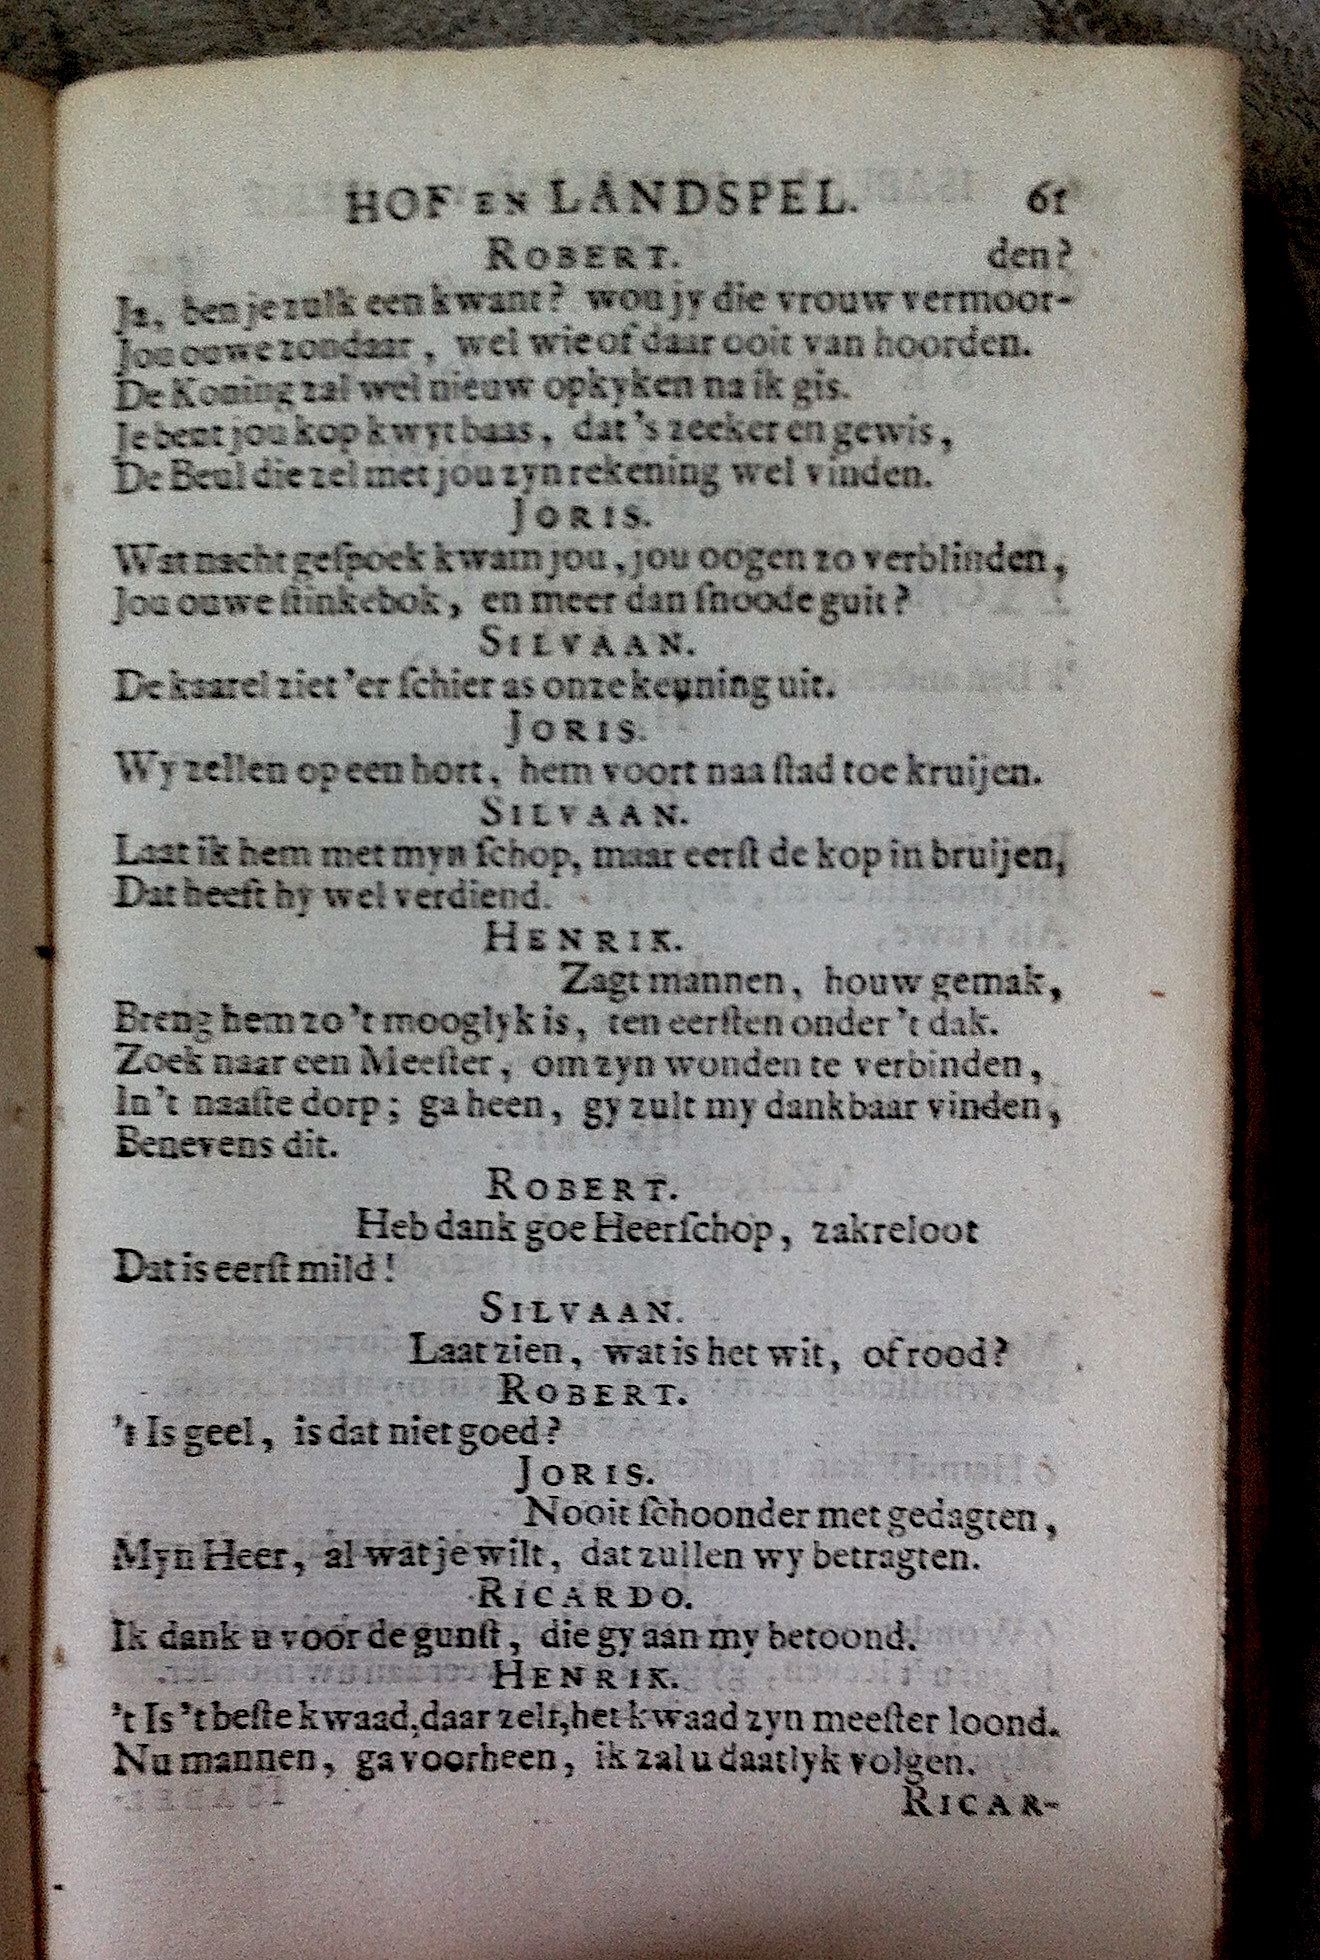 HOF EN LANDSPEL. 61
ROBERT. den?
Ja, ben je zulk een kwant? wou jy die vrouw vermoor-
Jou ouwe zondaar, wel wie of daar ooit van hoorden.
De Koning zal wel nieuw opkyken na ik gis.
Je bent jou kop kwyt baas, dat 's zeeker en gewis,
De Beul die zel met jou zyn rekening wel vinden.
JORIS.
Wat nacht geſpoek kwam jou, jou oogen zo verblinden,
Jou ouwe ſtinkebok, en meer dan ſnoode guit?
SILVAAN.
De kaarel ziet 'er ſchier as onze keuning uit.
JORIS.
Wy zellen op een hort, hem voort naa ſtad toe kruijen.
SILVAAN.
Laat ik hem met myn ſchop, maar eerſt de kop in bruijen,
Dat heeft hy wel verdiend.
HENRIK.
Zagt mannen, houw gemak,
Breng hem zo 't mooglyk is, ten eerſten onder 't dak.
Zoek naar een Meeſter, om zyn wonden te verbinden,
In 't naaſte dorp; ga heen, gy zult my dankbaar vinden,
Benevens dit.
ROBERT.
Heb dank goe Heerſchop, zakreloot
Dat is eerſt mild!
SILVAAN.
Laat zien, wat is het wit, of rood?
ROBERT.
't Is geel, is dat niet goed?
JORIS.
Nooit ſchoonder met gedagten,
Myn Heer, al wat je wilt, dat zullen wy betragten.
RICARDO.
Ik dank u voor de gunſt, die gy aan my betoond.
HENRIK.
't Is 't beſte kwaad, daar zelf, het kwaad zyn meeſter loond.
Nu mannen, ga voorheen, ik zal u daatlyk volgen.
RICAR-